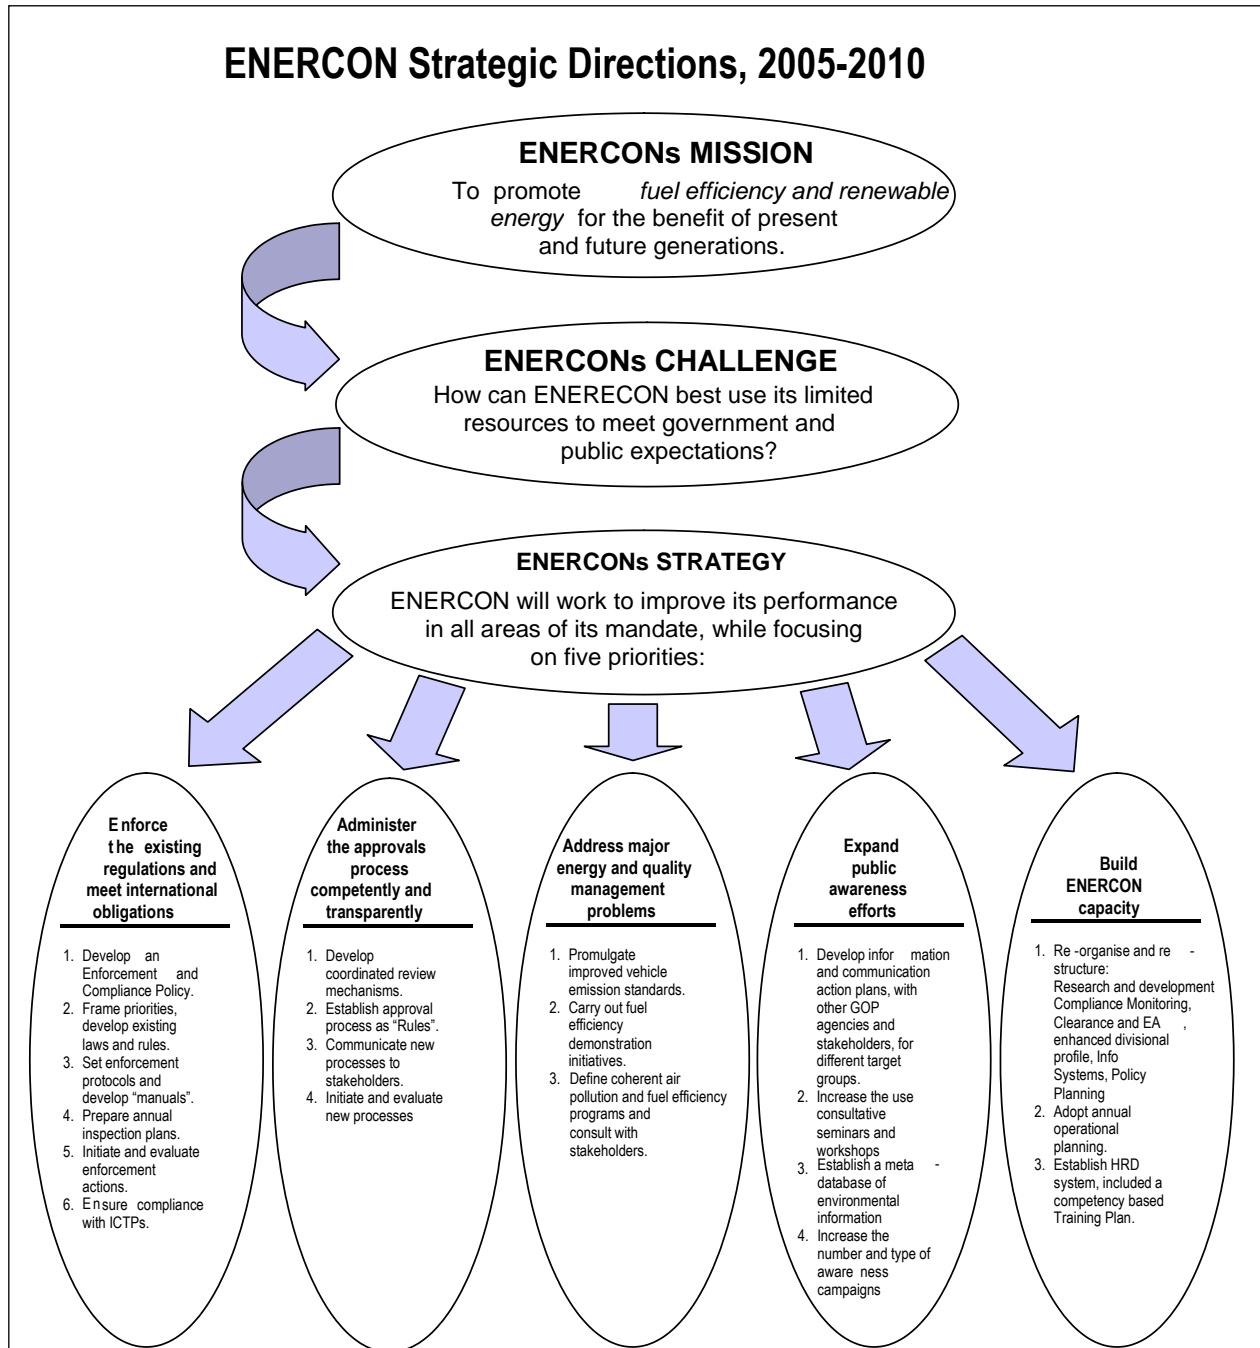 ENERCON Strategic Directions, 2005-2010
ENERCONs MISSION
To promote fuel efficiency and renewable
energy for the benefit of present
and future generations.
ENERCONs CHALLENGE
How can ENERECON best use its limited
resources to meet government and
public expectations?
ENERCONs STRATEGY
ENERCON will work to improve its performance
in all areas of its mandate, while focusing
on five priorities:
Enforce
the existing
regulations and
meet international
obligations
1. Develop an
Enforcement and
Compliance Policy.
2. Frame priorities,
develop existing
laws and rules.
3. Set enforcement
protocols and
develop “manuals”.
4. Prepare annual
inspection plans.
5. Initiate and evaluate
enforcement
actions.
6. Ensure compliance
with ICTPs.
Administer
the approvals
process
competently and
transparently
1. Develop
coordinated review
mechanisms.
2. Establish approval
process as “Rules”.
3. Communicate new
processes to
stakeholders.
4. Initiate and evaluate
new processes
Address major
energy and quality
management
problems
1. Promulgate
improved vehicle
emission standards.
2. Carry out fuel
efficiency
demonstration
initiatives.
3. Define coherent air
pollution and fuel efficiency
programs and
consult with
stakeholders.
Expand
public
awareness
efforts
1. Develop infor mation
and communication
action plans, with
other GOP
agencies and
stakeholders, for
different target
groups.
2. Increase the use
consultative
seminars and
workshops
3. Establish a meta -
database of
environmental
information
4. Increase the
number and type of
aware ness
campaigns
Build
ENERCON
capacity
1. Re -organise and re -
structure:
Research and development
Compliance Monitoring,
Clearance and EA ,
enhanced divisional
profile, Info
Systems, Policy
Planning
2. Adopt annual
operational
planning.
3. Establish HRD
system, included a
competency based
Training Plan.